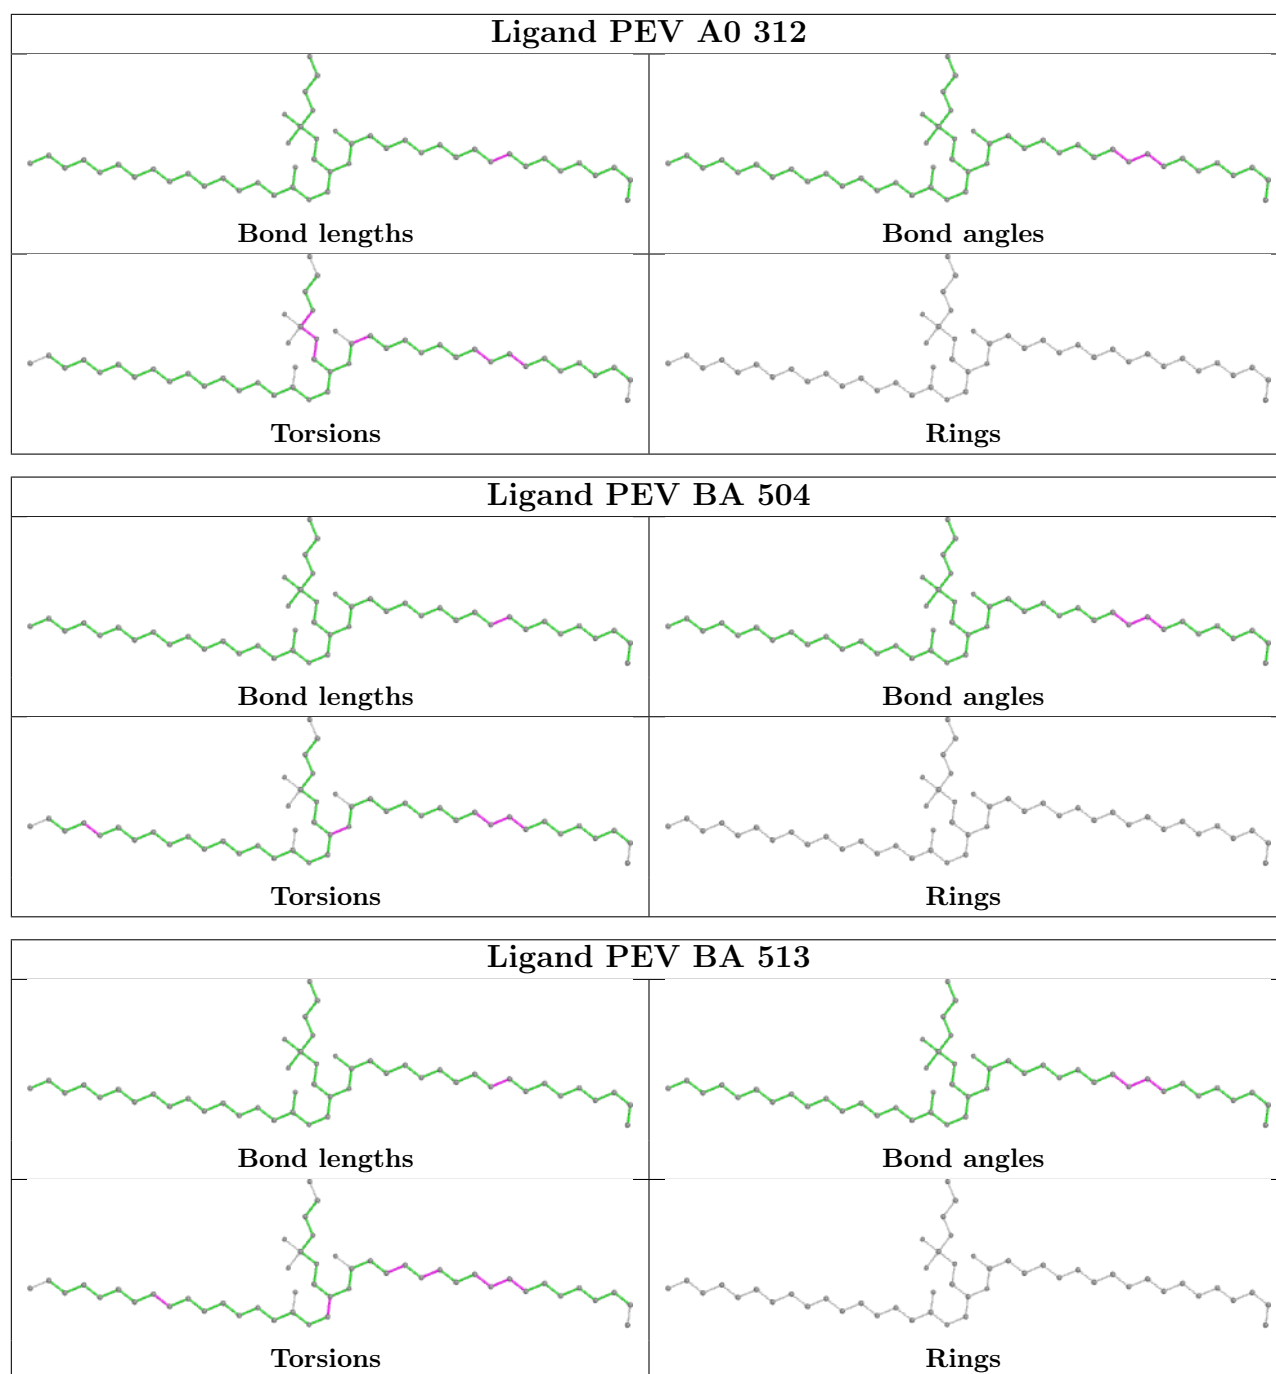 Ligand PEV A0 312
Bond lengths
Bond angles
Torsions
Rings
Ligand PEV BA 504
Bond lengths
Bond angles
Torsions
Rings
Ligand PEV BA 513
Bond lengths
Bond angles
Torsions
Rings